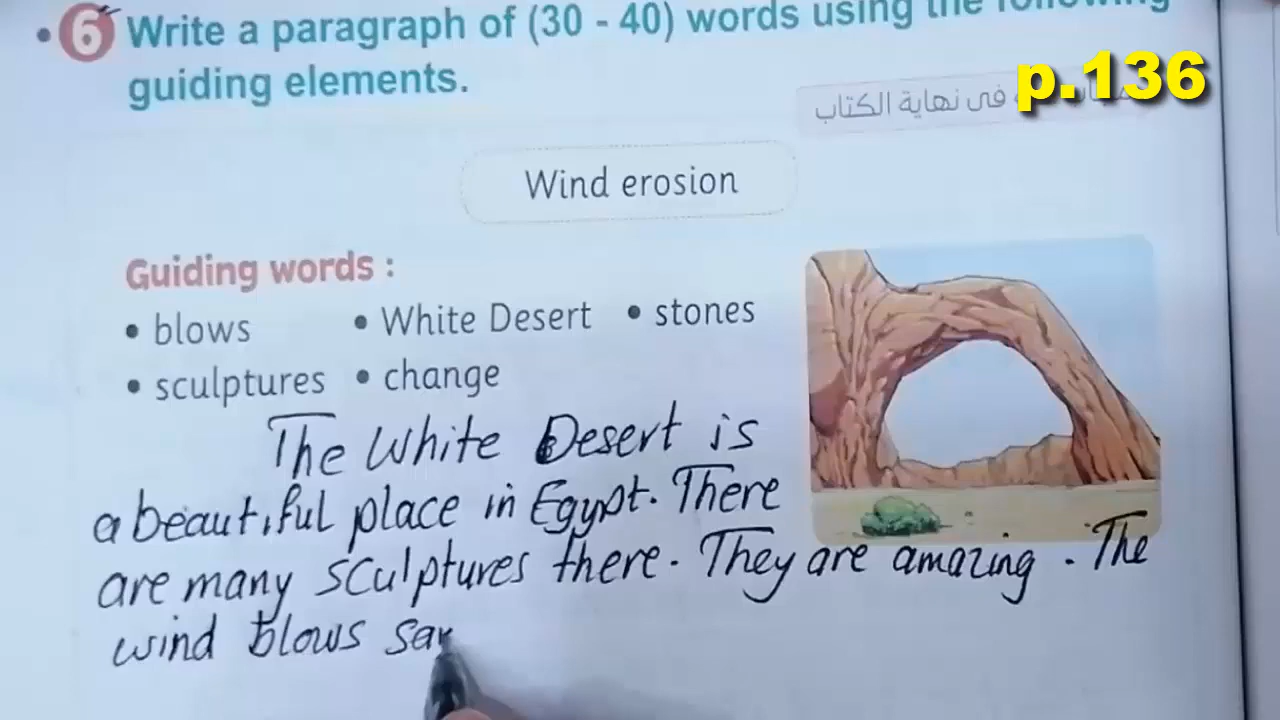 • 6 Write a paragraph of (30 - 40) words using the following
guiding elements.
p.136
فى نهاية الكتاب
Wind erosion
Guiding words :
• blows • White Desert • stones
• sculptures • change
The White Desert is
a beautiful place in Egypt. There
are many sculptures there. They are amazing. The
wind blows